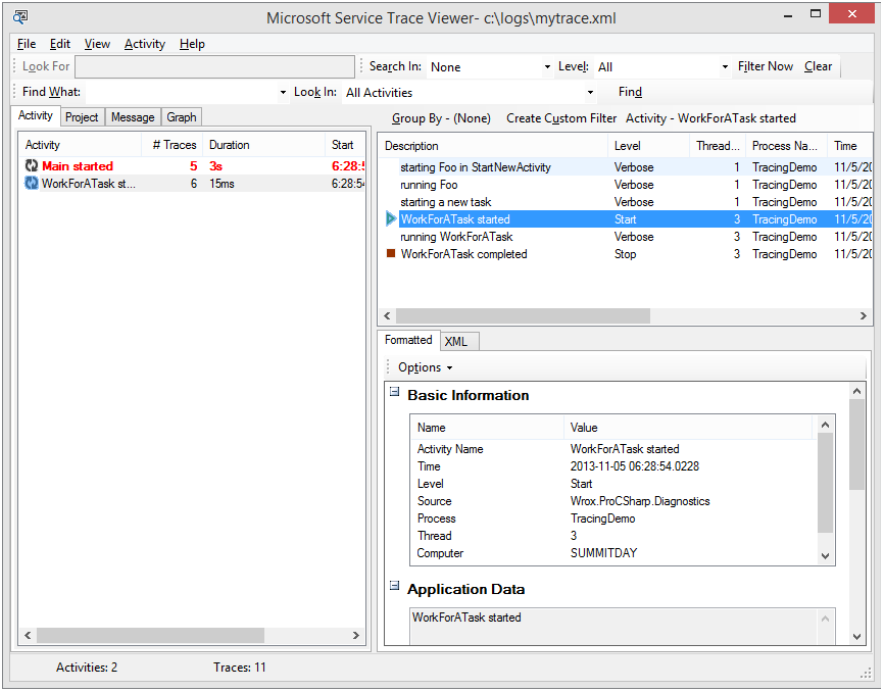 Microsoft Service Trace Viewer- c:\logs\mytrace.xml
File Edit View Activity Help
Look For Search In: None Level: All Filter Now Clear
Find What: Look In: All Activities Find
Activity Project Message Graph
Group By - (None) Create Custom Filter Activity - WorkForATask started
Activity # Traces Duration Start
Main started 5 3s 6:28:5
WorkForATask st... 6 15ms 6:28:54
Description Level Thread... Process Na... Time
starting Foo in StartNewActivity Verbose 1 TracingDemo 11/5/20
running Foo Verbose 1 TracingDemo 11/5/20
starting a new task Verbose 1 TracingDemo 11/5/20
WorkForATask started Start 3 TracingDemo 11/5/20
running WorkForATask Verbose 3 TracingDemo 11/5/20
WorkForATask completed Stop 3 TracingDemo 11/5/20
Formatted XML
Options
Basic Information
Name Value
Activity Name WorkForATask started
Time 2013-11-05 06:28:54.0228
Level Start
Source Wrox.ProCSharp.Diagnostics
Process TracingDemo
Thread 3
Computer SUMMITDAY
Application Data
WorkForATask started
Activities: 2 Traces: 11